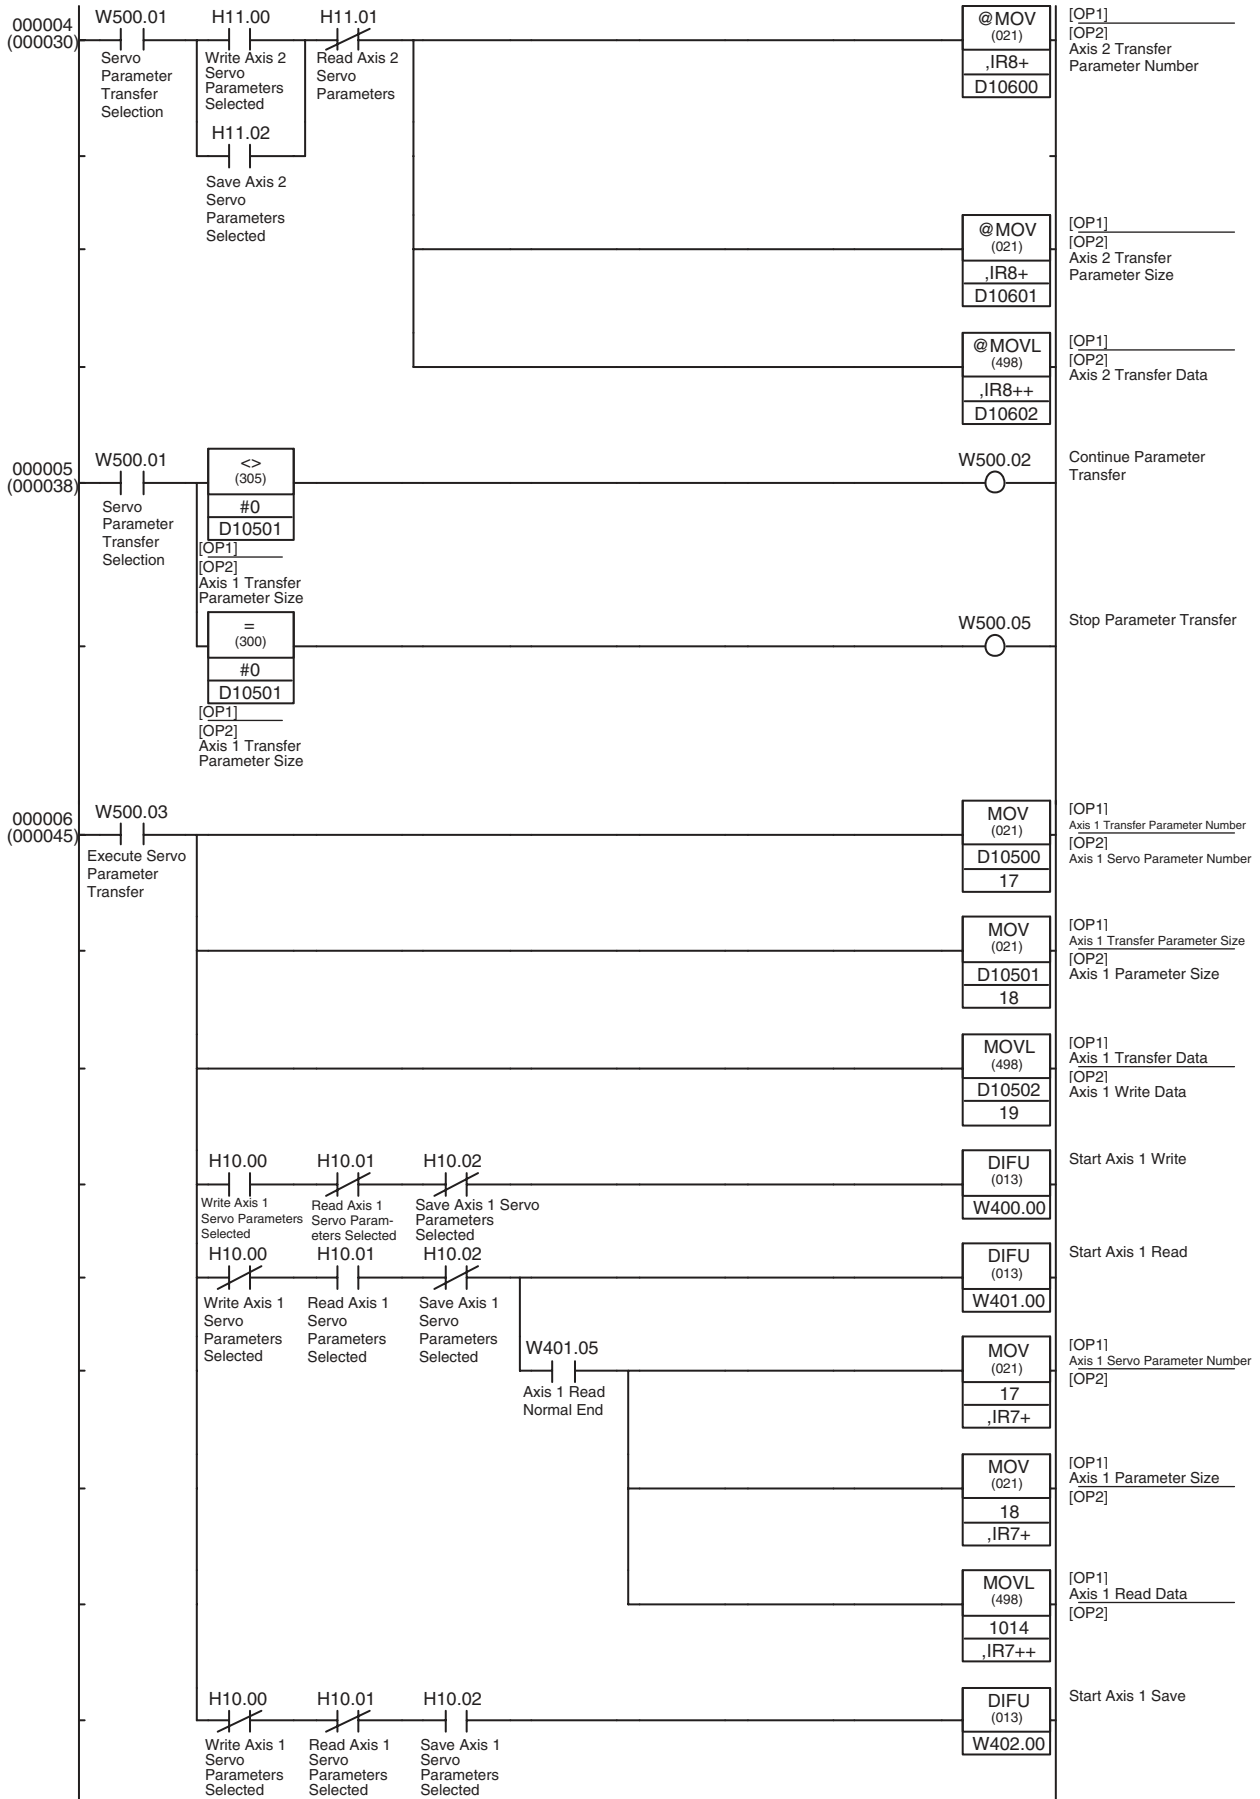 000004
(000030)
W500.01
H11.00
H11.01
Servo
Parameter
Transfer
Selection
Write Axis 2
Servo
Parameters
Selected
Read Axis 2
Servo
Parameters
H11.02
Save Axis 2
Servo
Parameters
Selected
@MOV
(021)
,IR8+
D10600
[OP1]
[OP2]
Axis 2 Transfer
Parameter Number
@MOV
(021)
,IR8+
D10601
[OP1]
[OP2]
Axis 2 Transfer
Parameter Size
@MOVL
(498)
,IR8++
D10602
[OP1]
[OP2]
Axis 2 Transfer Data
000005
(000038)
W500.01
Servo
Parameter
Transfer
Selection
<>
(305)
#0
D10501
[OP1]
[OP2]
Axis 1 Transfer
Parameter Size
W500.02
Continue Parameter
Transfer
=
(300)
#0
D10501
[OP1]
[OP2]
Axis 1 Transfer
Parameter Size
W500.05
Stop Parameter Transfer
000006
(000045)
W500.03
Execute Servo
Parameter
Transfer
MOV
(021)
D10500
17
[OP1]
Axis 1 Transfer Parameter Number
[OP2]
Axis 1 Servo Parameter Number
MOV
(021)
D10501
18
[OP1]
Axis 1 Transfer Parameter Size
[OP2]
Axis 1 Parameter Size
MOVL
(498)
D10502
19
[OP1]
Axis 1 Transfer Data
[OP2]
Axis 1 Write Data
H10.00
H10.01
H10.02
Write Axis 1
Servo Parameters
Selected
Read Axis 1
Servo Param-
eters Selected
Save Axis 1 Servo
Parameters
Selected
DIFU
(013)
W400.00
Start Axis 1 Write
H10.00
H10.01
H10.02
Write Axis 1
Servo
Parameters
Selected
Read Axis 1
Servo
Parameters
Selected
Save Axis 1
Servo
Parameters
Selected
DIFU
(013)
W401.00
Start Axis 1 Read
W401.05
Axis 1 Read
Normal End
MOV
(021)
17
,IR7+
[OP1]
Axis 1 Servo Parameter Number
[OP2]
MOV
(021)
18
,IR7+
[OP1]
Axis 1 Parameter Size
[OP2]
MOVL
(498)
1014
,IR7++
[OP1]
Axis 1 Read Data
[OP2]
H10.00
H10.01
H10.02
Write Axis 1
Servo
Parameters
Selected
Read Axis 1
Servo
Parameters
Selected
Save Axis 1
Servo
Parameters
Selected
DIFU
(013)
W402.00
Start Axis 1 Save